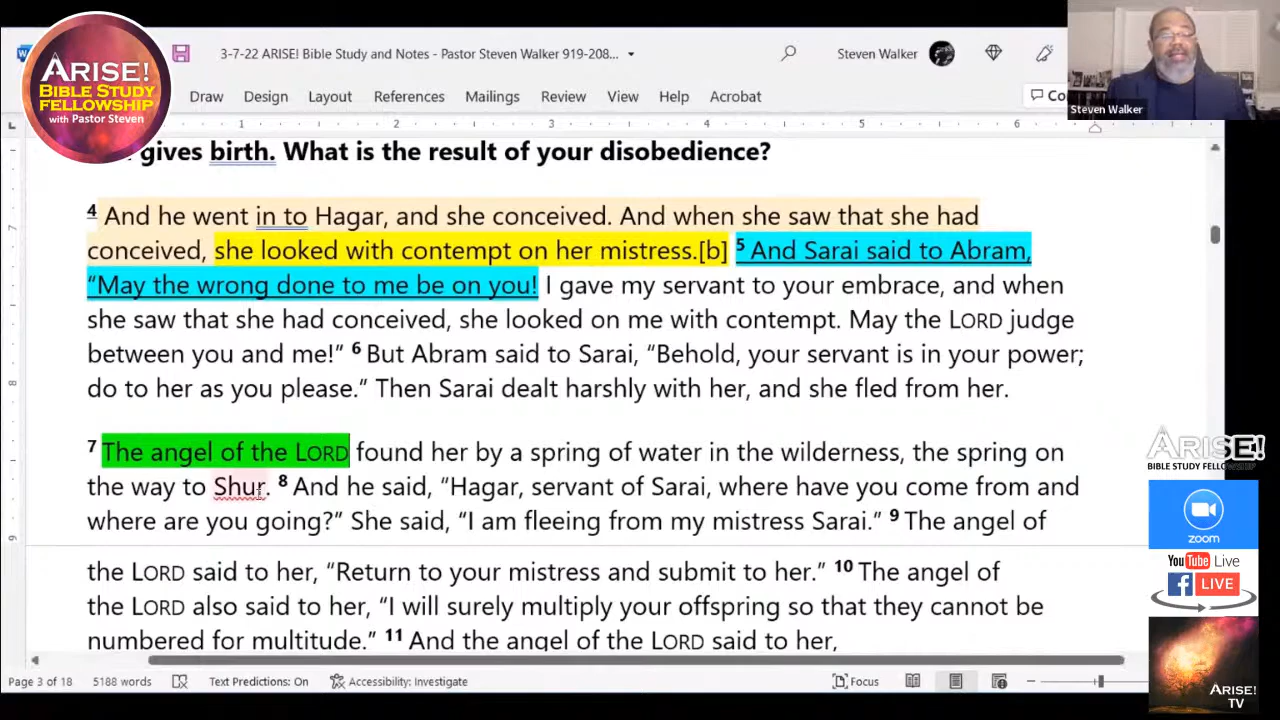 ARISE!
BIBLE STUDY
FELLOWSHIP
with Pastor Steven
3-7-22 ARISE! Bible Study and Notes - Pastor Steven Walker 919-208...
Steven Walker
Draw Design Layout References Mailings Review View Help Acrobat Co
Steven Walker
1 2 3 4 5 6
gives birth. What is the result of your disobedience?
4 And he went in to Hagar, and she conceived. And when she saw that she had
conceived, she looked with contempt on her mistress.[b] 5 And Sarai said to Abram,
“May the wrong done to me be on you! I gave my servant to your embrace, and when
she saw that she had conceived, she looked on me with contempt. May the LORD judge
between you and me!” 6 But Abram said to Sarai, “Behold, your servant is in your power;
do to her as you please.” Then Sarai dealt harshly with her, and she fled from her.
7 The angel of the LORD found her by a spring of water in the wilderness, the spring on
the way to Shur. 8 And he said, “Hagar, servant of Sarai, where have you come from and
where are you going?” She said, “I am fleeing from my mistress Sarai.” 9 The angel of
the LORD said to her, “Return to your mistress and submit to her.” 10 The angel of
the LORD also said to her, “I will surely multiply your offspring so that they cannot be
numbered for multitude.” 11 And the angel of the LORD said to her,
7
8
9
Page 3 of 18 5188 words Text Predictions: On Accessibility: Investigate Focus
ARISE!
BIBLE STUDY FELLOWSHIP
zoom
YouTube Live
f LIVE
ARISE!
TV